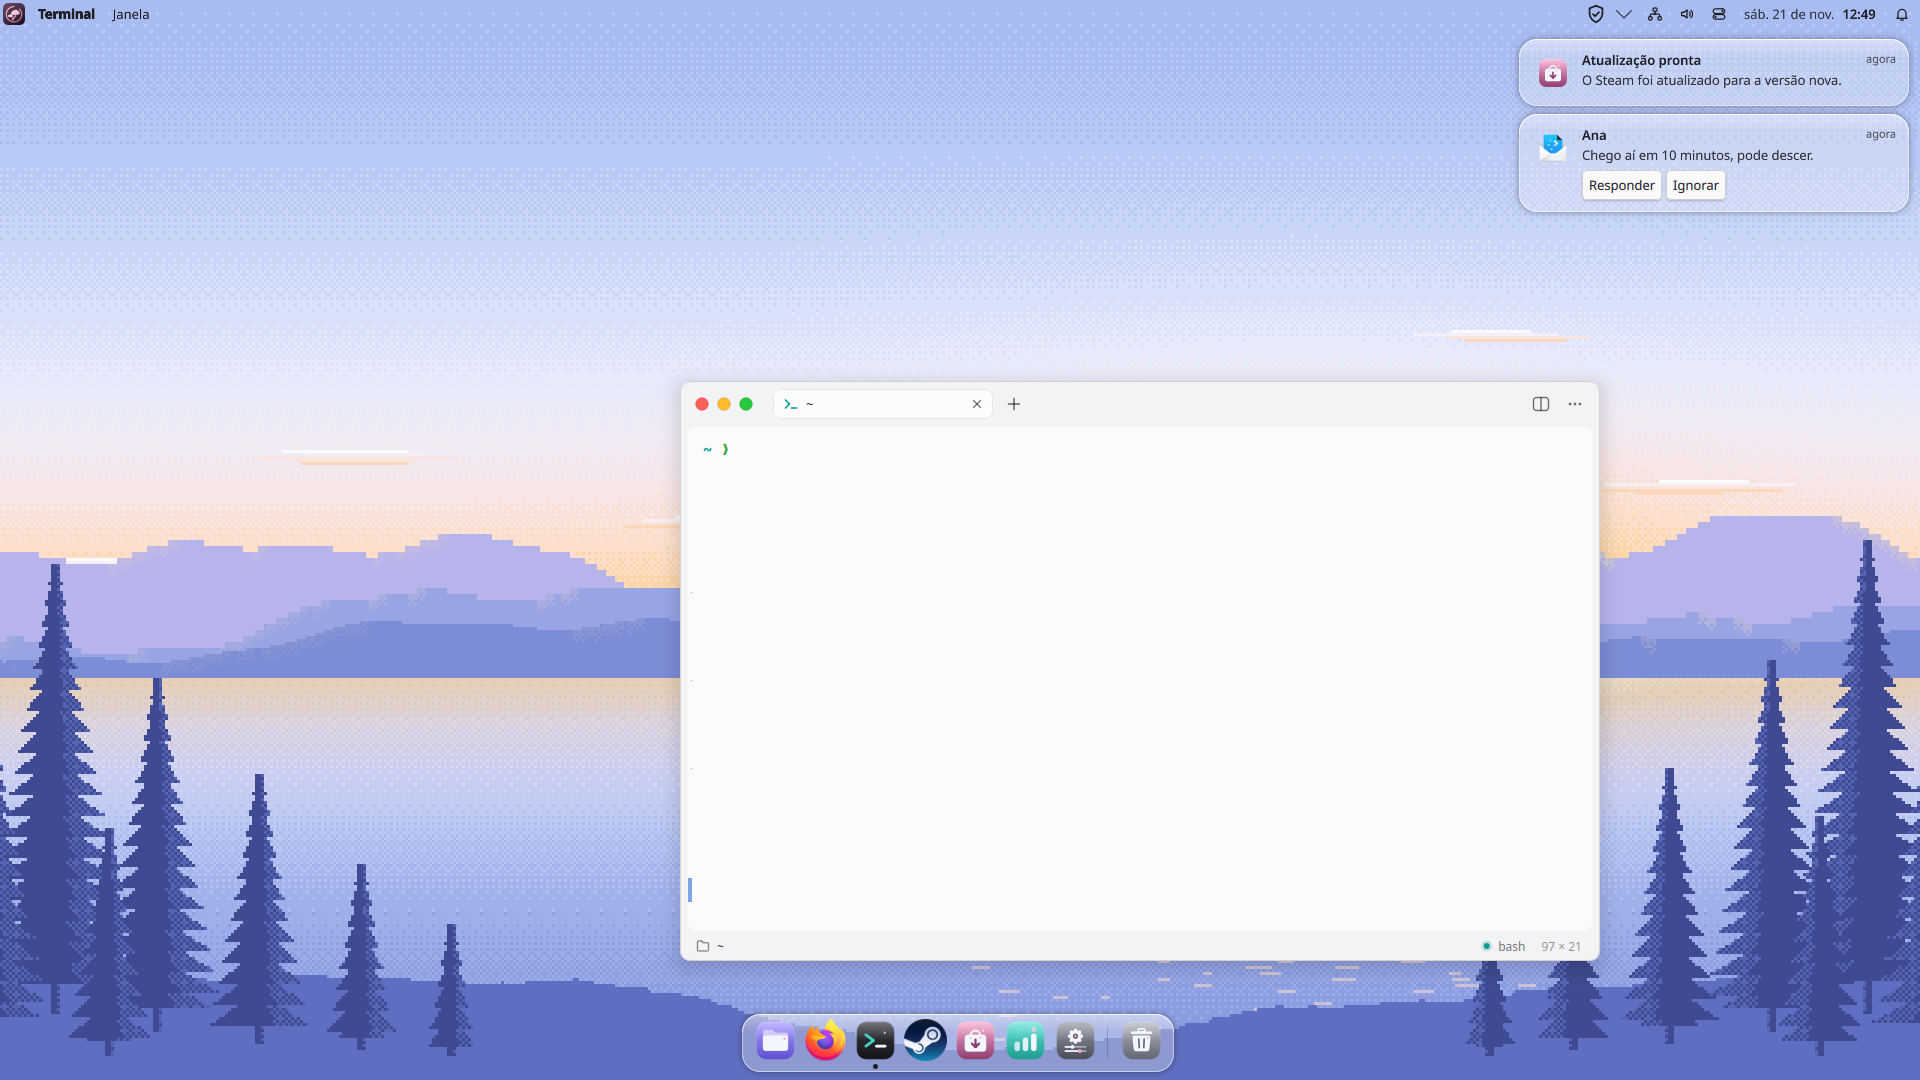 Terminal Janela
sáb. 21 de nov. 12:49
Atualização pronta agora
O Steam foi atualizado para a versão nova.
Ana agora
Chego aí em 10 minutos, pode descer.
Responder Ignorar
~
~ ❯
~ bash 97 × 21